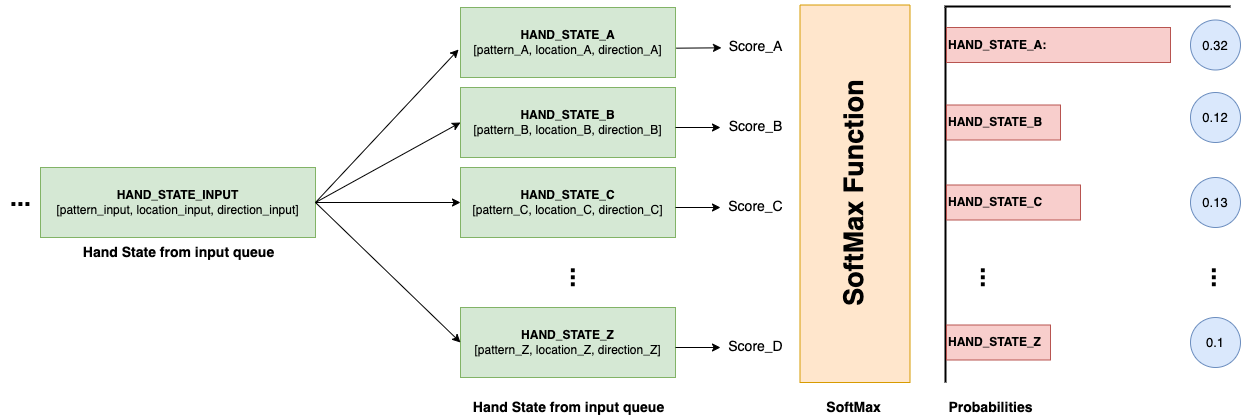 HAND_STATE_A
[pattern_A, location_A, direction_A]
Score_A
HAND_STATE_B
[pattern_B, location_B, direction_B]
Score_B
...
HAND_STATE_INPUT
[pattern_input, location_input, direction_input]
Hand State from input queue
HAND_STATE_C
[pattern_C, location_C, direction_C]
Score_C
...
HAND_STATE_Z
[pattern_Z, location_Z, direction_Z]
Score_D
Hand State from input queue
SoftMax Function
SoftMax
HAND_STATE_A:
0.32
HAND_STATE_B
0.12
HAND_STATE_C
0.13
...
...
HAND_STATE_Z
0.1
Probabilities